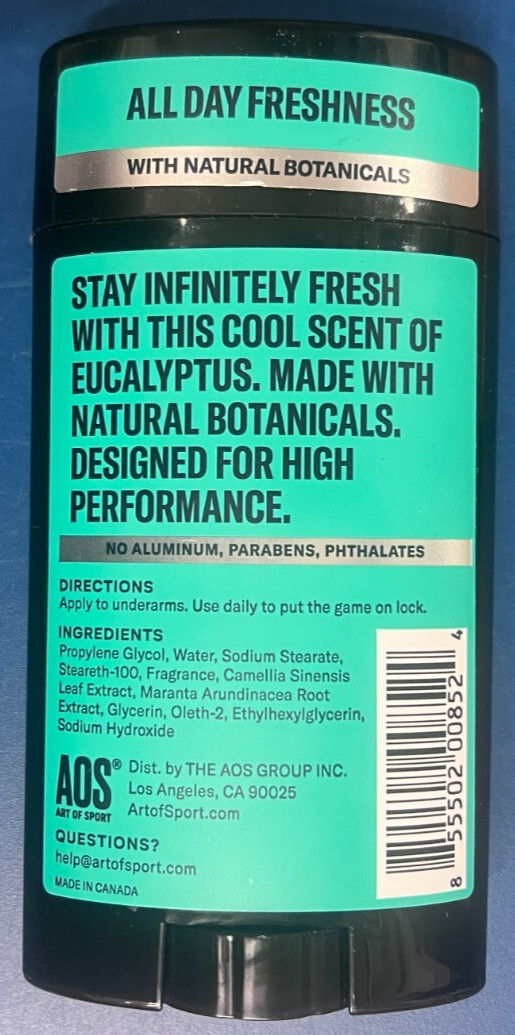 ALL DAY FRESHNESS
WITH NATURAL BOTANICALS
STAY INFINITELY FRESH
WITH THIS COOL SCENT OF
EUCALYPTUS. MADE WITH
NATURAL BOTANICALS.
DESIGNED FOR HIGH
PERFORMANCE.
NO ALUMINUM, PARABENS, PHTHALATES
DIRECTIONS
Apply to underarms. Use daily to put the game on lock.
INGREDIENTS
Propylene Glycol, Water, Sodium Stearate,
Steareth-100, Fragrance, Camellia Sinensis
Leaf Extract, Maranta Arundinacea Root
Extract, Glycerin, Oleth-2, Ethylhexylglycerin,
Sodium Hydroxide
8 55502 00852 4
AOS®
ART OF SPORT
Dist. by THE AOS GROUP INC.
Los Angeles, CA 90025
ArtofSport.com
QUESTIONS?
help@artofsport.com
MADE IN CANADA